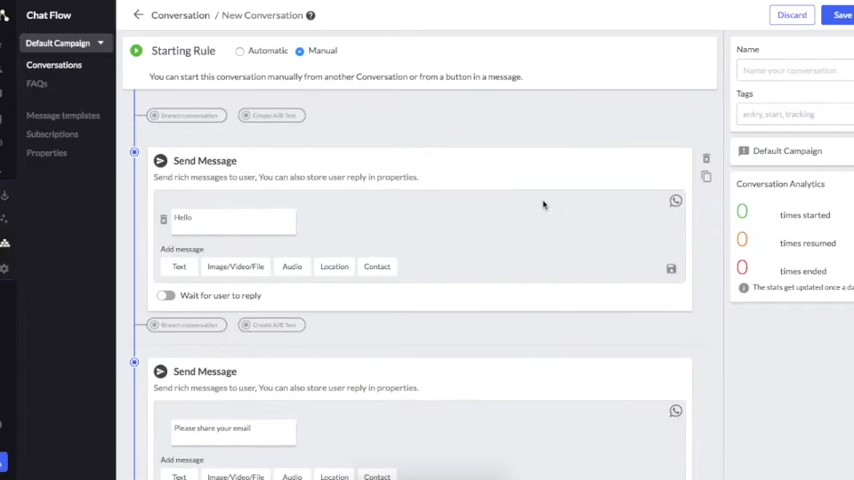 Chat Flow
Default Campaign
Conversations
FAQs
Message templates
Subscriptions
Properties
Conversation / New Conversation
Discard
Save
Starting Rule
Automatic
Manual
You can start this conversation manually from another Conversation or from a button in a message.
Branch conversation
Create A/B Test
Send Message
Send rich messages to user, You can also store user reply in properties.
Hello
Add message
Text
Image/Video/File
Audio
Location
Contact
Wait for user to reply
Branch conversation
Create A/B Test
Send Message
Send rich messages to user, You can also store user reply in properties.
Please share your email
Add message
Text
Image/Video/File
Audio
Location
Contact
Name
Name your conversation
Tags
entry, start, tracking
Default Campaign
Conversation Analytics
0 times started
0 times resumed
0 times ended
The stats get updated once a da